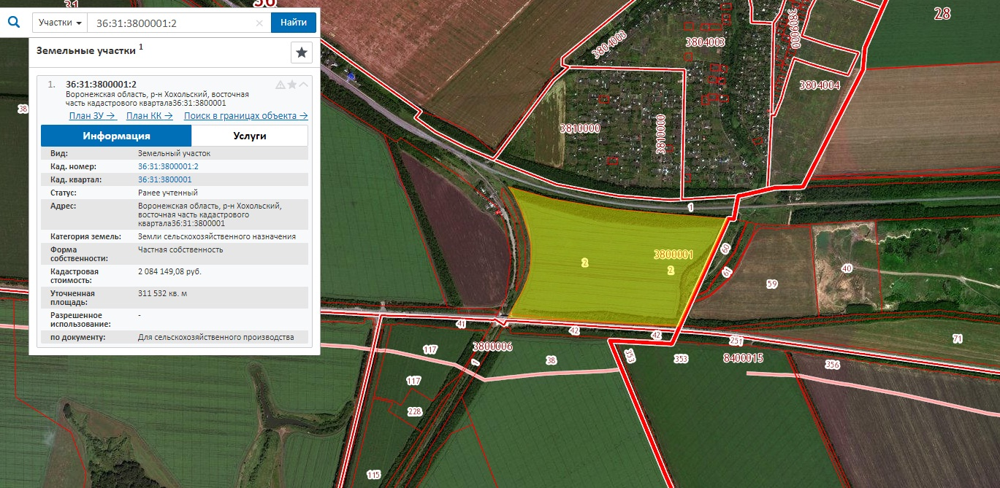 Участки
36:31:3800001:2
Найти
Земельные участки 1
1. 36:31:3800001:2
Воронежская область, р-н Хохольский, восточная
часть кадастрового квартала36:31:3800001
План ЗУ → План КК → Поиск в границах объекта →
Информация Услуги
Вид: Земельный участок
Кад. номер: 36:31:3800001:2
Кад. квартал: 36:31:3800001
Статус: Ранее учтенный
Адрес: Воронежская область, р-н Хохольский,
восточная часть кадастрового
квартала36:31:3800001
Категория земель: Земли сельскохозяйственного назначения
Форма
собственности: Частная собственность
Кадастровая
стоимость: 2 084 149,08 руб.
Уточненная
площадь: 311 532 кв. м
Разрешенное
использование: -
по документу: Для сельскохозяйственного производства
31
36
28
38
3804003
3804003
3806000
3804004
3810000
3810000
1
3800001
2
2
60
61
59
40
41
42
42
251
71
3800006
117
1
38
353
353
8400015
356
117
228
115